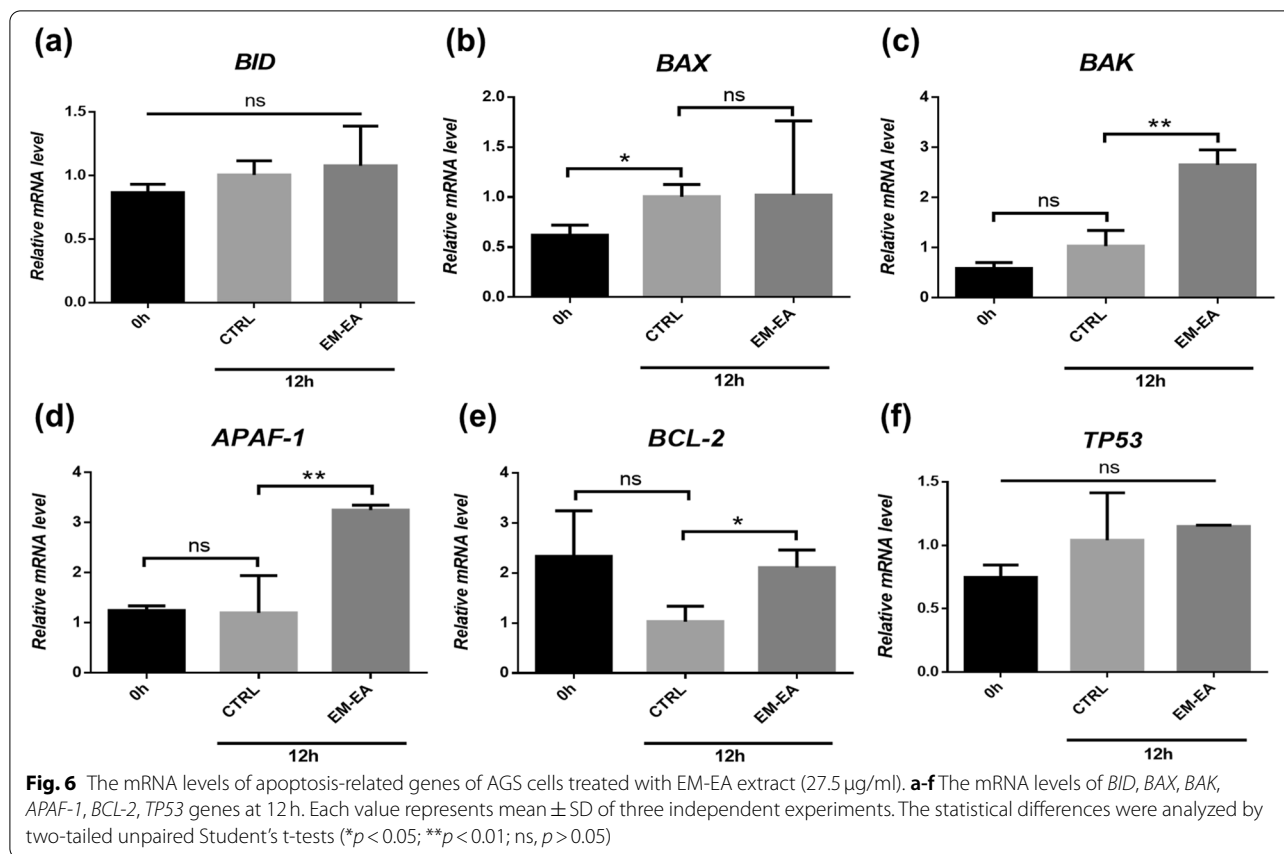 (a)
BID
ns
Relative mRNA level
1.5
1.0
0.5
0.0
0h
CTRL
EM-EA
12h
(b)
BAX
ns
*
Relative mRNA level
2.0
1.5
1.0
0.5
0.0
0h
CTRL
EM-EA
12h
(c)
BAK
**
ns
Relative mRNA level
4
3
2
1
0
0h
CTRL
EM-EA
12h
(d)
APAF-1
**
ns
Relative mRNA level
4
3
2
1
0
0h
CTRL
EM-EA
12h
(e)
BCL-2
ns
*
Relative mRNA level
4
3
2
1
0
0h
CTRL
EM-EA
12h
(f)
TP53
ns
Relative mRNA level
1.5
1.0
0.5
0.0
0h
CTRL
EM-EA
12h
Fig. 6 The mRNA levels of apoptosis-related genes of AGS cells treated with EM-EA extract (27.5 μg/ml). a-f The mRNA levels of BID, BAX, BAK,
APAF-1, BCL-2, TP53 genes at 12 h. Each value represents mean ± SD of three independent experiments. The statistical differences were analyzed by
two-tailed unpaired Student's t-tests (*p < 0.05; **p < 0.01; ns, p > 0.05)